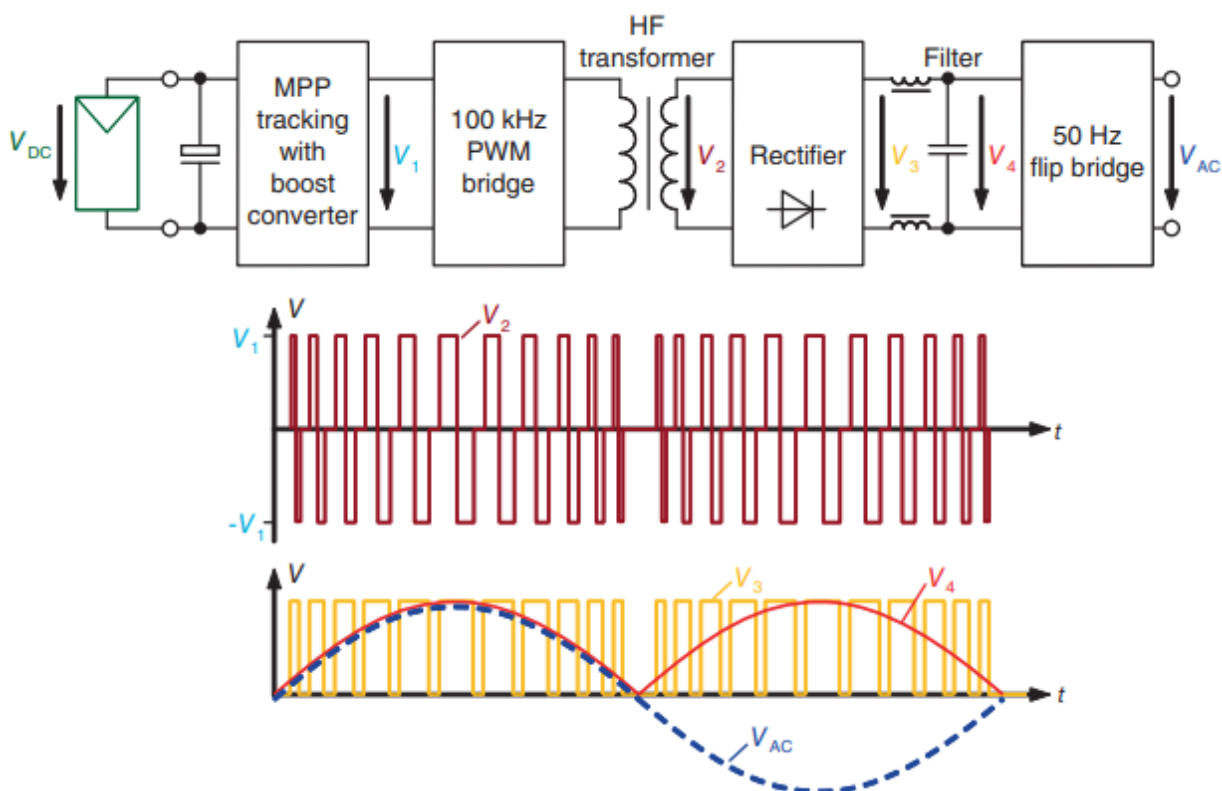 HF
transformer
Filter
V_DC
MPP
tracking
with
boost
converter
V_1
100 kHz
PWM
bridge
V_2
Rectifier
V_3
V_4
50 Hz
flip bridge
V_AC
V
V_1
V_2
t
-V_1
V
V_3
V_4
t
V_AC